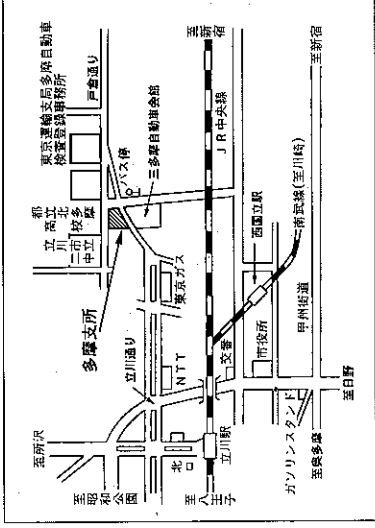 至新宿
至新宿
東京運輸支局多摩自動車
検査登録事務所
戸倉通り
バス停
三多摩自動車会館
JR中央線
都立
高北
校多摩
立川
二市
中立
西国立駅
南武線(至川崎)
多摩支所
東京ガス
甲州街道
立川通り
NTT
交番
市役所
至所沢
北口
立川駅
ガソリンスタンド
至日野
至昭和公園
至八王子
至奥多摩